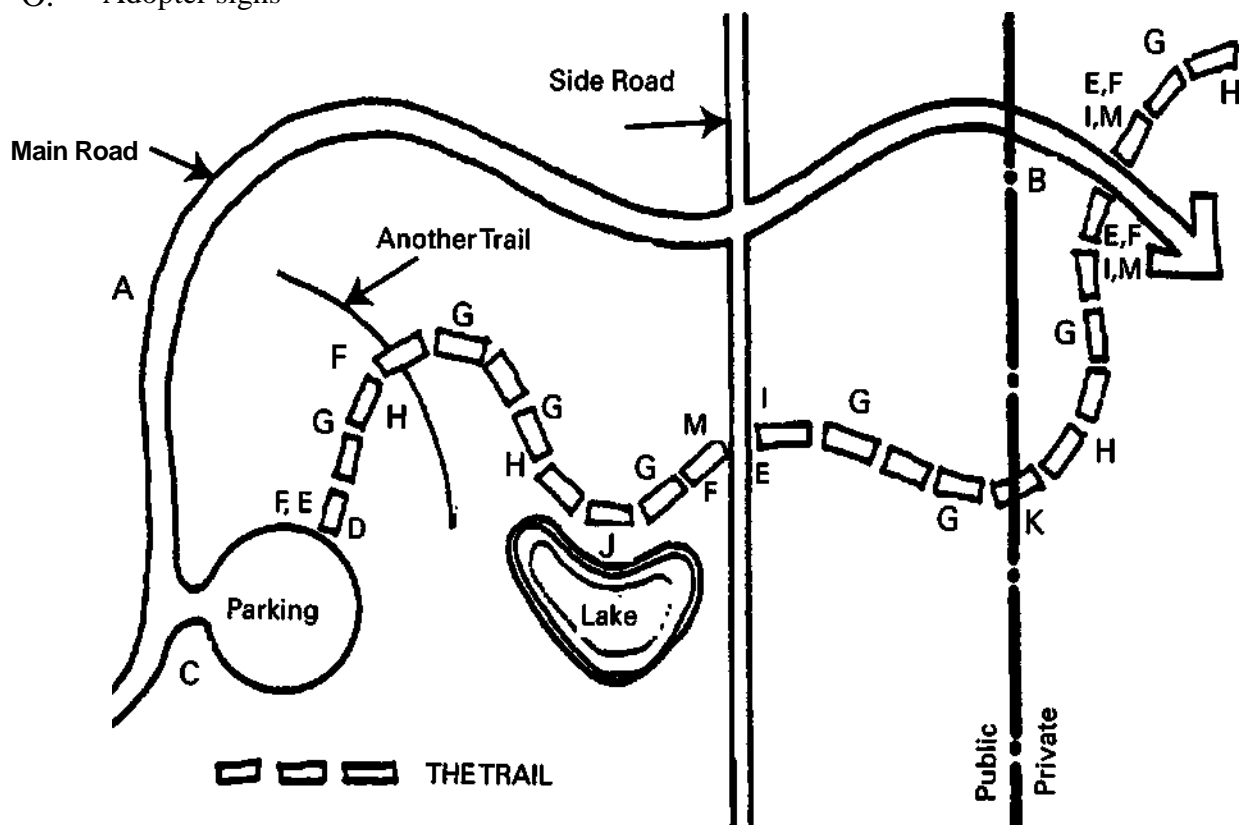 O. Adopter signs
G
Side Road
E,F
H
I,M
Main Road
B
Another Trail
E,F
A
I,M
G
G
F
G
H
G
I
G
M
H
G
H
F
E
F, E
D
G
K
J
Parking
Lake
C
Public
Private
THE TRAIL